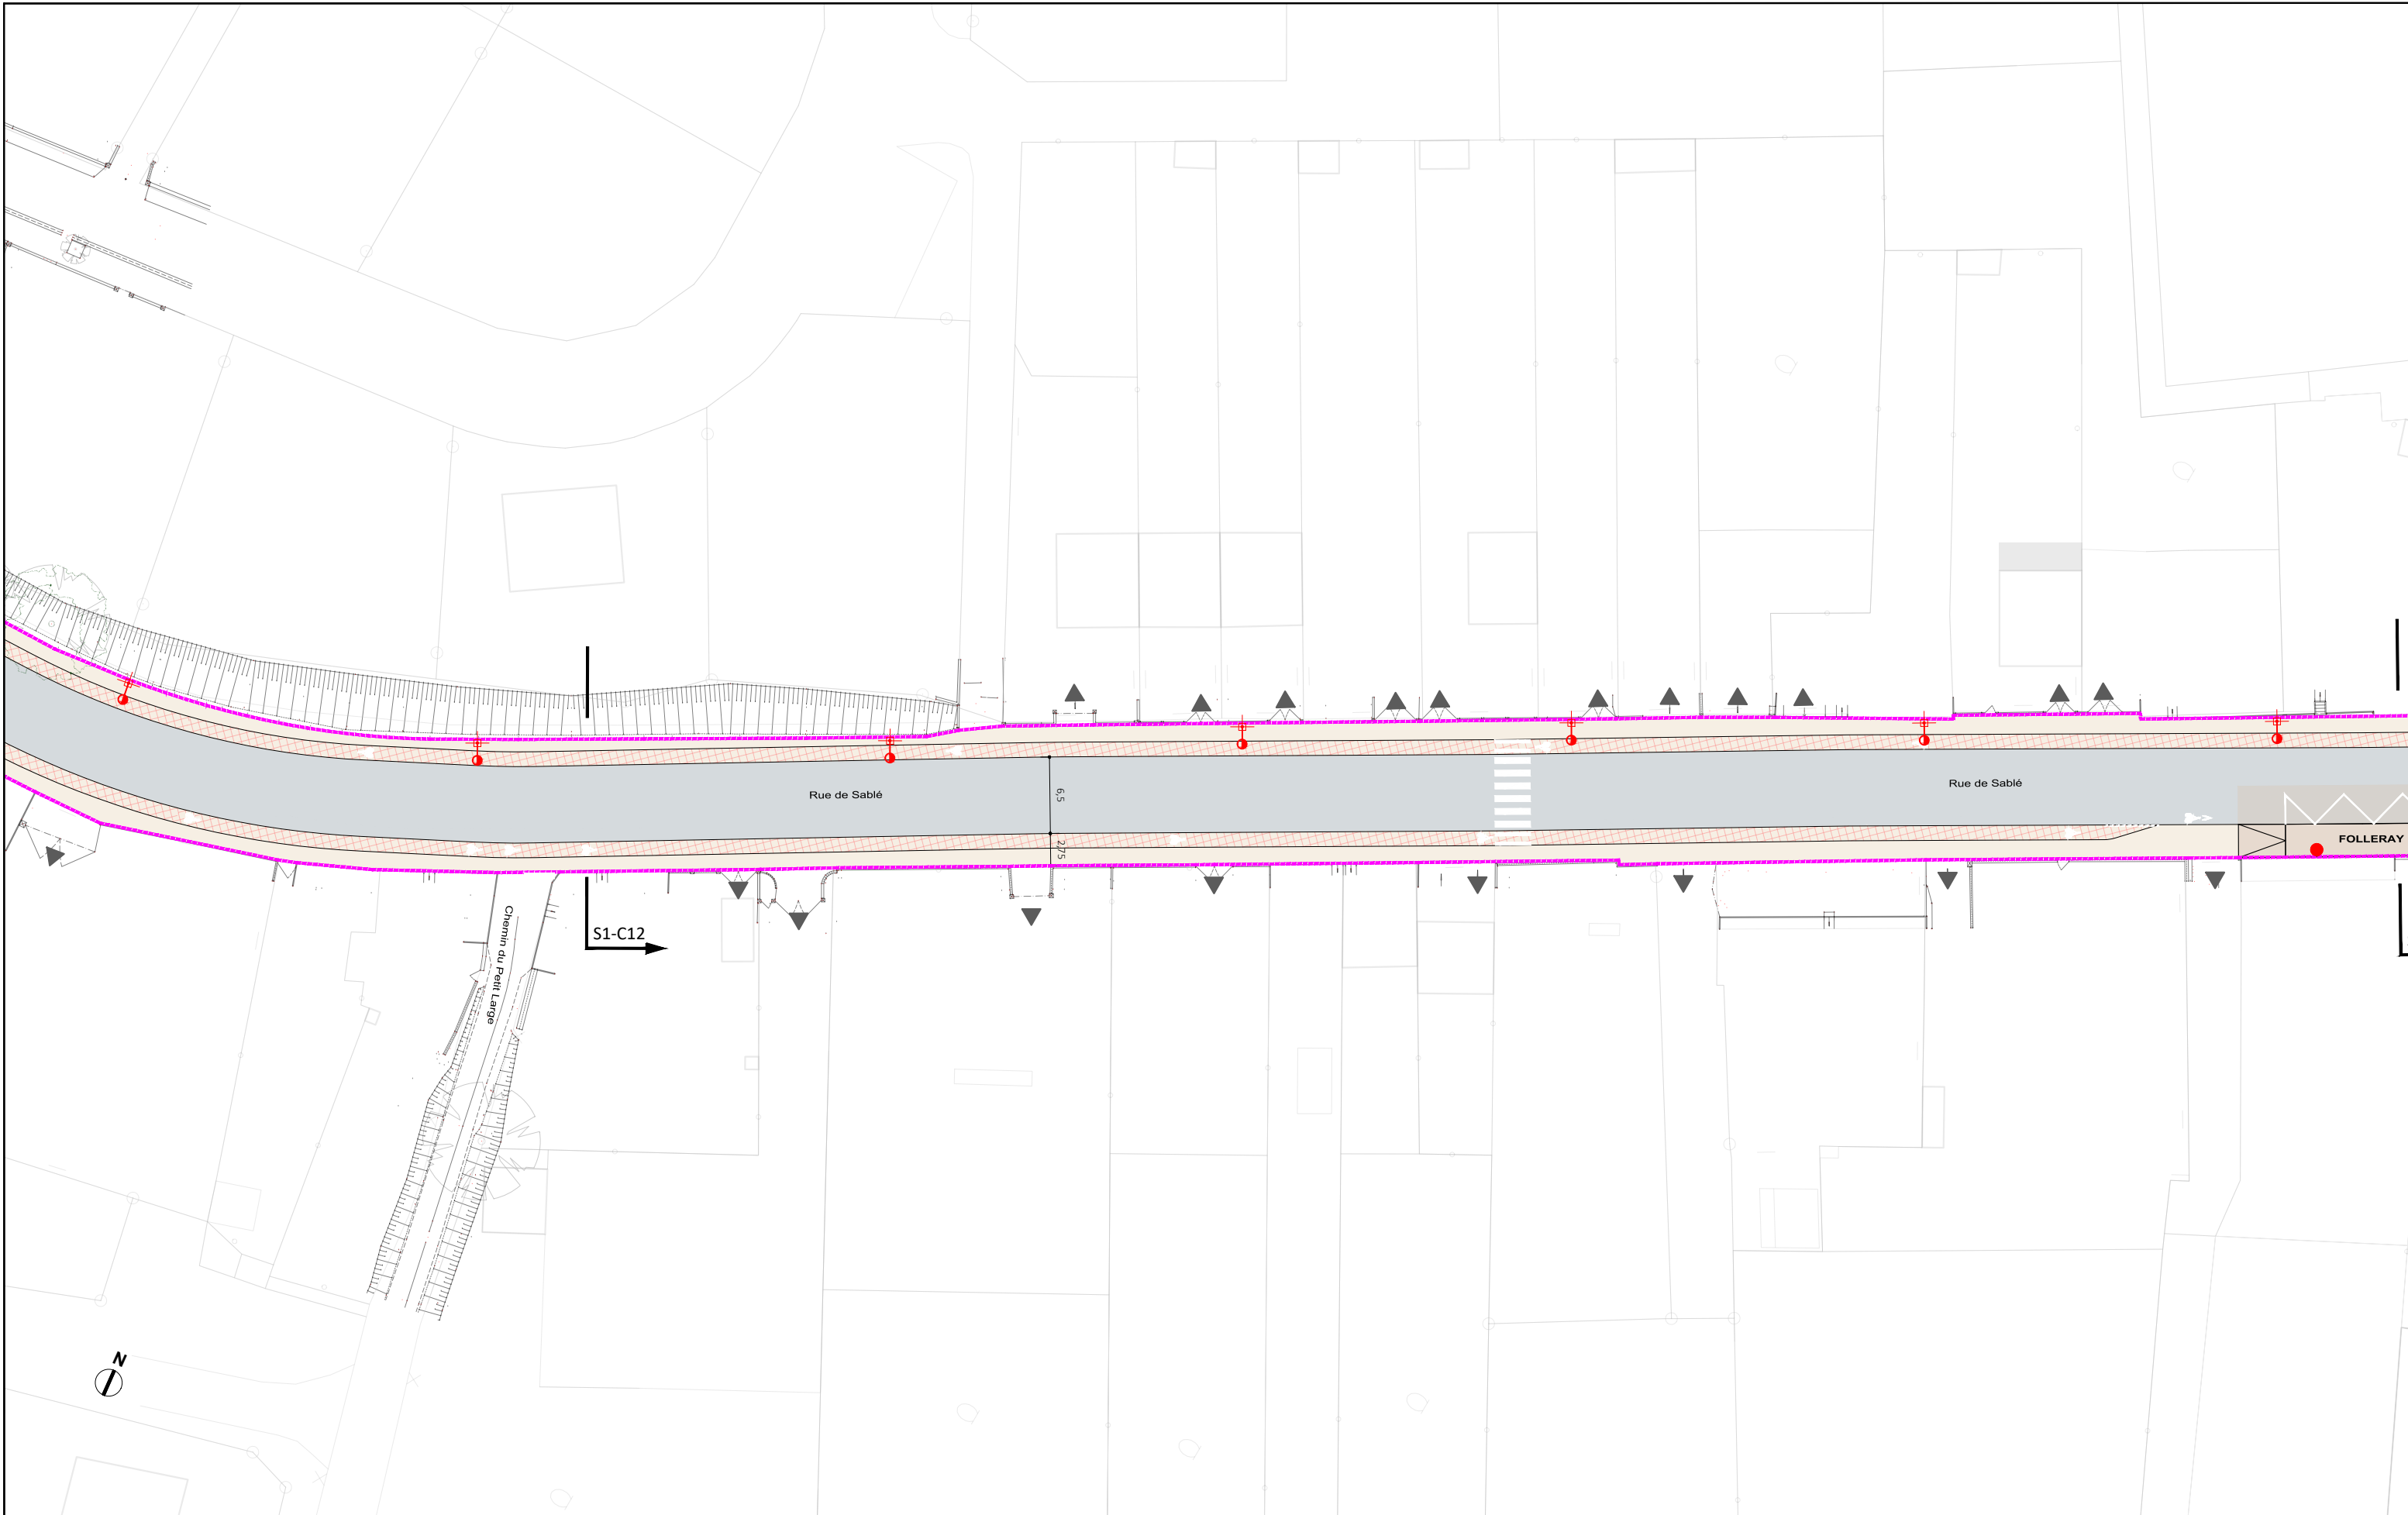 Rue de Sablé
6,5
Rue de Sablé
2,75
FOLLERAY
Chemin du Petit Large
S1-C12
N